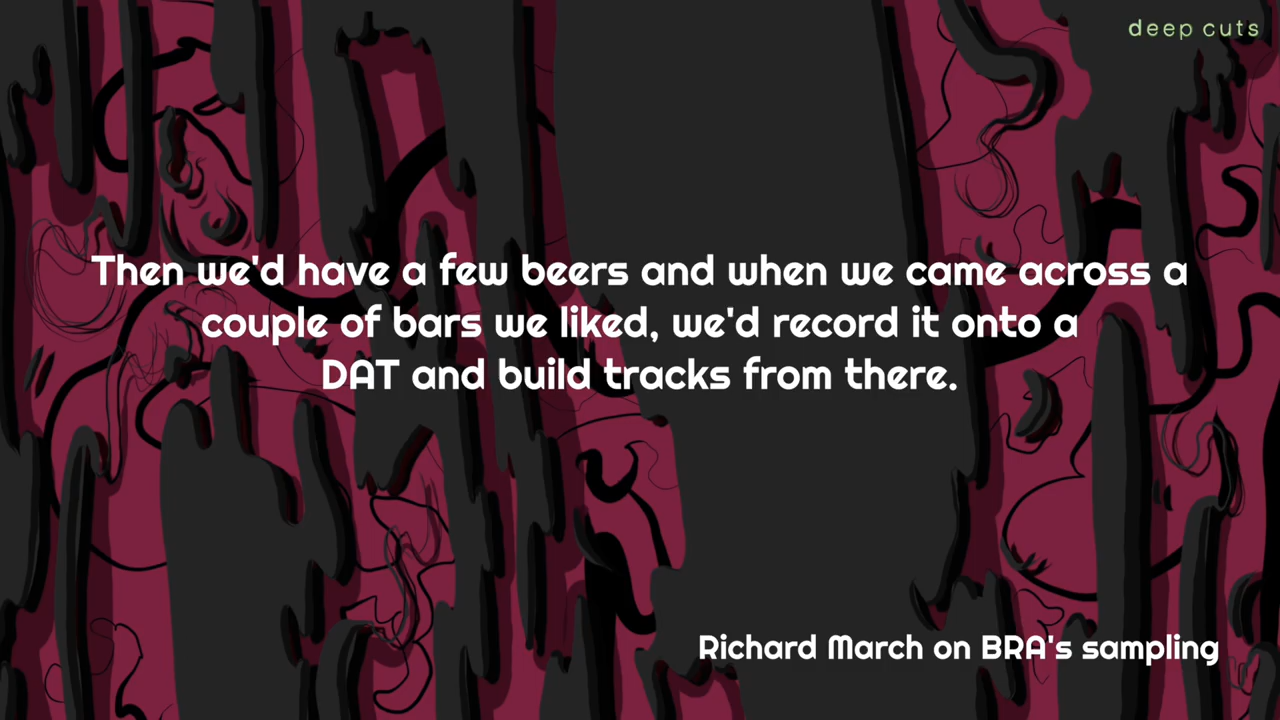 deep cuts
Then we'd have a few beers and when we came across a
couple of bars we liked, we'd record it onto a
DAT and build tracks from there.
Richard March on BRA's sampling